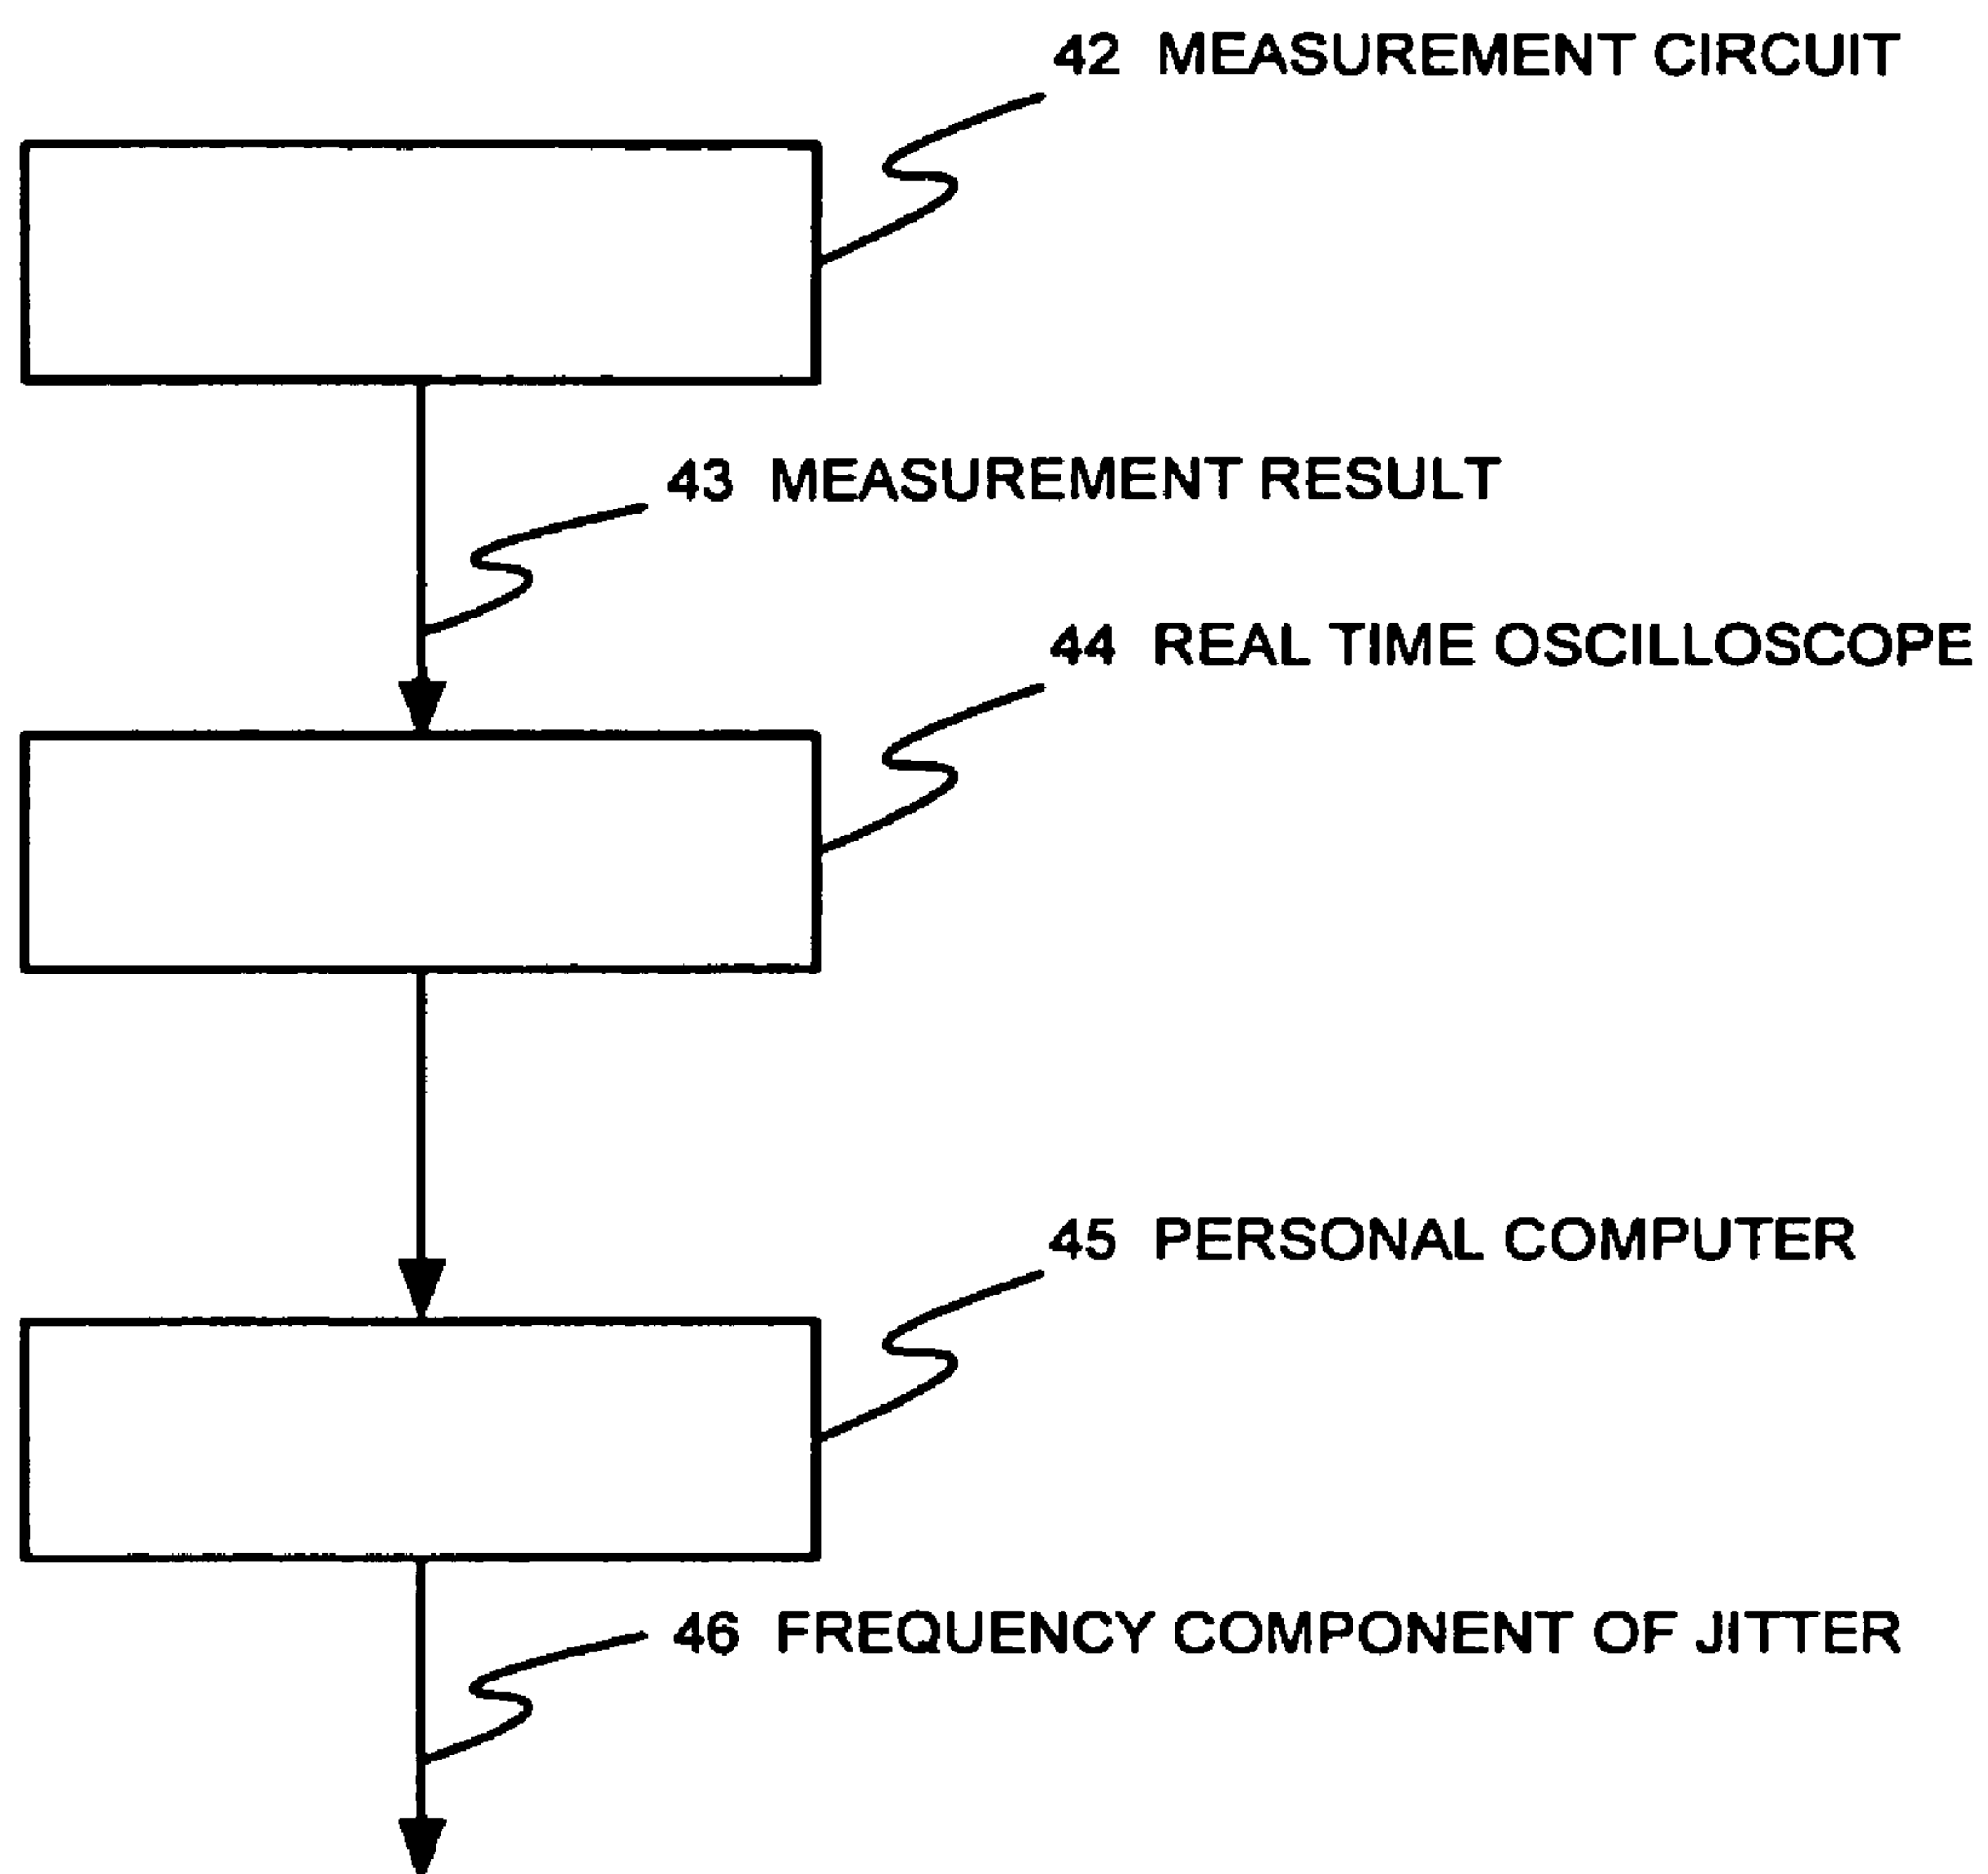 42 MEASUREMENT CIRCUIT
43 MEASUREMENT RESULT
44 REAL TIME OSCILLOSCOPE
45 PERSONAL COMPUTER
46 FREQUENCY COMPONENT OF JITTER